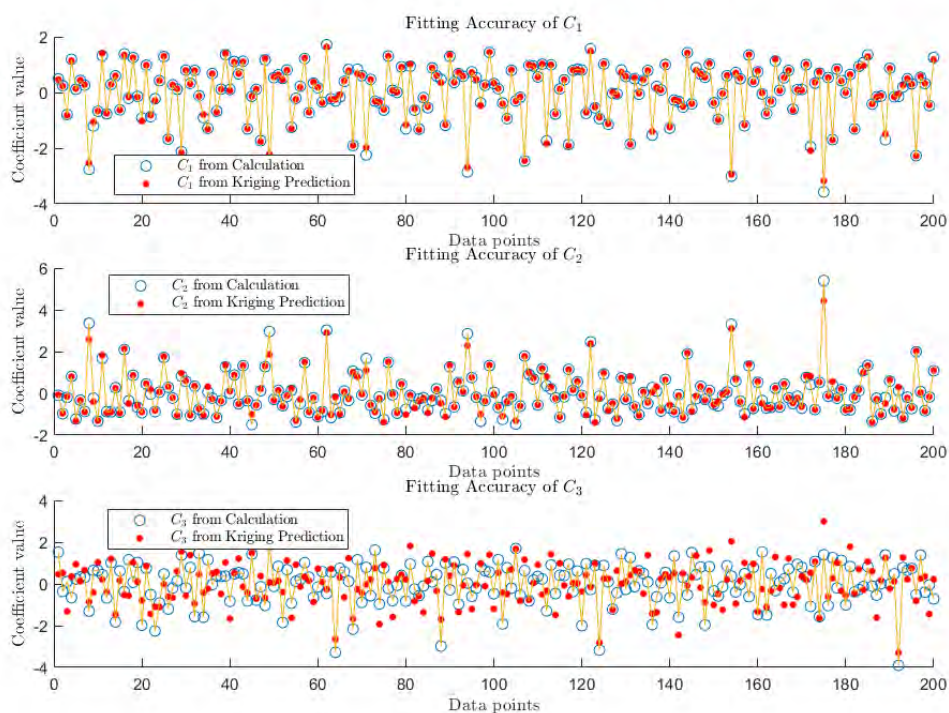 Fitting Accuracy of C₁
Coefficient value
2
0
-2
-4
C₁ from Calculation
C₁ from Kriging Prediction
0 20 40 60 80 100 120 140 160 180 200
Data points
Fitting Accuracy of C₂
Coefficient value
6
4
2
0
-2
C₂ from Calculation
C₂ from Kriging Prediction
0 20 40 60 80 100 120 140 160 180 200
Data points
Fitting Accuracy of C₃
Coefficient value
4
2
0
-2
-4
C₃ from Calculation
C₃ from Kriging Prediction
0 20 40 60 80 100 120 140 160 180 200
Data points